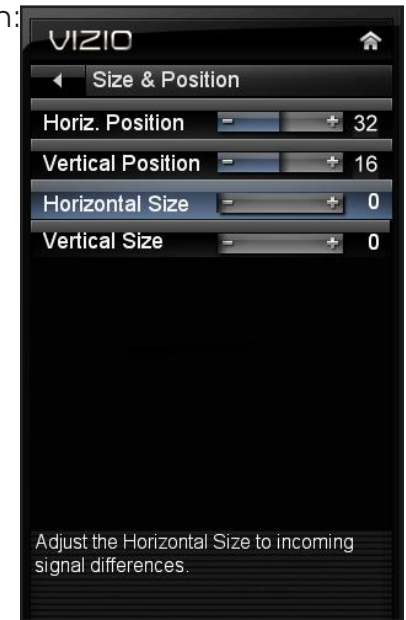 n:
VIZIO
Size & Position
Horiz. Position - + 32
Vertical Position - + 16
Horizontal Size - + 0
Vertical Size - + 0
Adjust the Horizontal Size to incoming
signal differences.